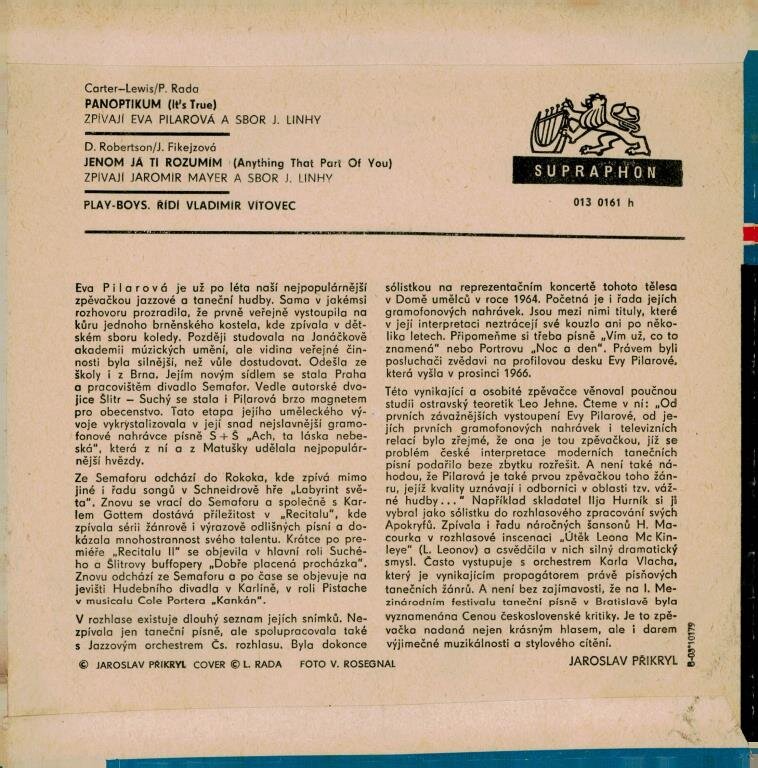 Carter–Lewis/P. Rada
PANOPTIKUM (It's True)
ZPÍVAJÍ EVA PILAROVÁ A SBOR J. LINHY
D. Robertson/J. Fikejzová
JENOM JÁ TI ROZUMÍM (Anything That Part Of You)
ZPÍVAJÍ JAROMIR MAYER A SBOR J. LINHY
PLAY-BOYS. ŘÍDÍ VLADIMÍR VÍTOVEC
SUPRAPHON
013 0161 h
Eva Pilarová je už po léta naší nejpopulárnější
zpěvačkou jazzové a taneční hudby. Sama v jakémsi
rozhovoru prozradila, že prvně veřejně vystoupila na
kůru jednoho brněnského kostela, kde zpívala v dět-
ském sboru koledy. Později studovala na Janáčkově
akademii múzických umění, ale vidina veřejné čin-
nosti byla silnější, než vůle dostudovat. Odešla ze
školy i z Brna. Jejím novým sídlem se stala Praha
a pracovištěm divadlo Semafor. Vedle autorské dvo-
jice Šlitr – Suchý se stala i Pilarová brzo magnetem
pro obecenstvo. Tato etapa jejího uměleckého vý-
voje vykrystalizovala v její snad nejslavnější gramo-
fonové nahrávce písně S + Š „Ach, ta láska nebe-
ská", která z ní a z Matušky udělala nejpopulár-
nější hvězdy.
Ze Semaforu odchází do Rokoka, kde zpívá mimo
jiné i řadu songů v Schneidrově hře „Labyrint svě-
ta". Znovu se vrací do Semaforu a společně s Kar-
lem Gottem dostává příležitost v „Recitalu", kde
zpívala sérii žánrově i výrazově odlišných písní a do-
kázala mnohostrannost svého talentu. Krátce po pre-
miéře „Recitalu II" se objevila v hlavní roli Suché-
ho a Šlitrovy buffopery „Dobře placená procházka".
Znovu odchází ze Semaforu a po čase se objevuje na
jevišti Hudebního divadla v Karlíně, v roli Pistache
v musicalu Cole Portera „Kankán".
V rozhlase existuje dlouhý seznam jejích snímků. Ne-
zpívala jen taneční písně, ale spolupracovala také
s Jazzovým orchestrem Čs. rozhlasu. Byla dokonce
sólistkou na reprezentačním koncertě tohoto tělesa
v Domě umělců v roce 1964. Početná je i řada jejích
gramofonových nahrávek. Jsou mezi nimi tituly, které
v její interpretaci neztrácejí své kouzlo ani po něko-
lika letech. Připomeňme si třeba písně „Vím už, co to
znamená" nebo Portrovu „Noc a den". Právem byli
posluchači zvědavi na profilovou desku Evy Pilarové,
která vyšla v prosinci 1966.
Této vynikající a osobité zpěvačce věnoval poučnou
studii ostravský teoretik Leo Jehne. Čteme v ní: „Od
prvních závažnějších vystoupení Evy Pilarové, od je-
jích prvních gramofonových nahrávek i televizních
relací bylo zřejmé, že ona je tou zpěvačkou, jíž se
problém české interpretace moderních tanečních
písní podařilo beze zbytku rozřešit. A není také ná-
hodou, že Pilarová je také prvou zpěvačkou toho žán-
ru, jejíž kvality uznávají i odborníci v oblasti tzv. váž-
né hudby..." Například skladatel Ilja Hurník si ji
vybral jako sólistku do rozhlasového zpracování svých
Apokryfů. Zpívala i řadu náročných šansonů H. Ma-
courka v rozhlasové inscenaci „Útěk Leona Mc Kin-
leye" (L. Leonov) a osvědčila v nich silný dramatický
smysl. Často vystupuje s orchestrem Karla Vlacha,
který je vynikajícím propagátorem právě písňových
tanečních žánrů. A není bez zajímavosti, že na I. Me-
zinárodním festivalu taneční písně v Bratislavě byla
vyznamenána Cenou československé kritiky. Je to zpě-
vačka nadaná nejen krásným hlasem, ale i darem
výjimečné muzikálnosti a stylového cítění.
© JAROSLAV PŘIKRYL COVER © L. RADA FOTO V. ROSEGNAL
JAROSLAV PŘIKRYL
B-03*10179